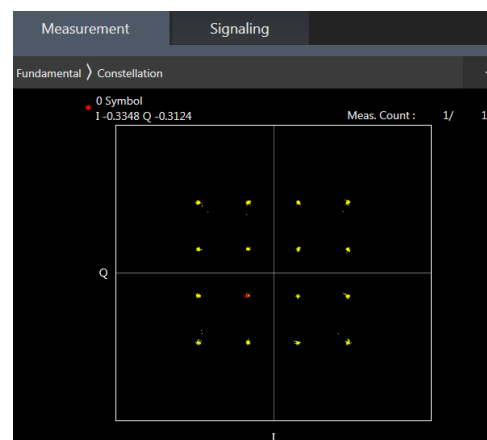 Measurement Signaling
Fundamental 〉 Constellation
0 Symbol
I -0.3348 Q -0.3124 Meas. Count : 1/ 1
Q
I